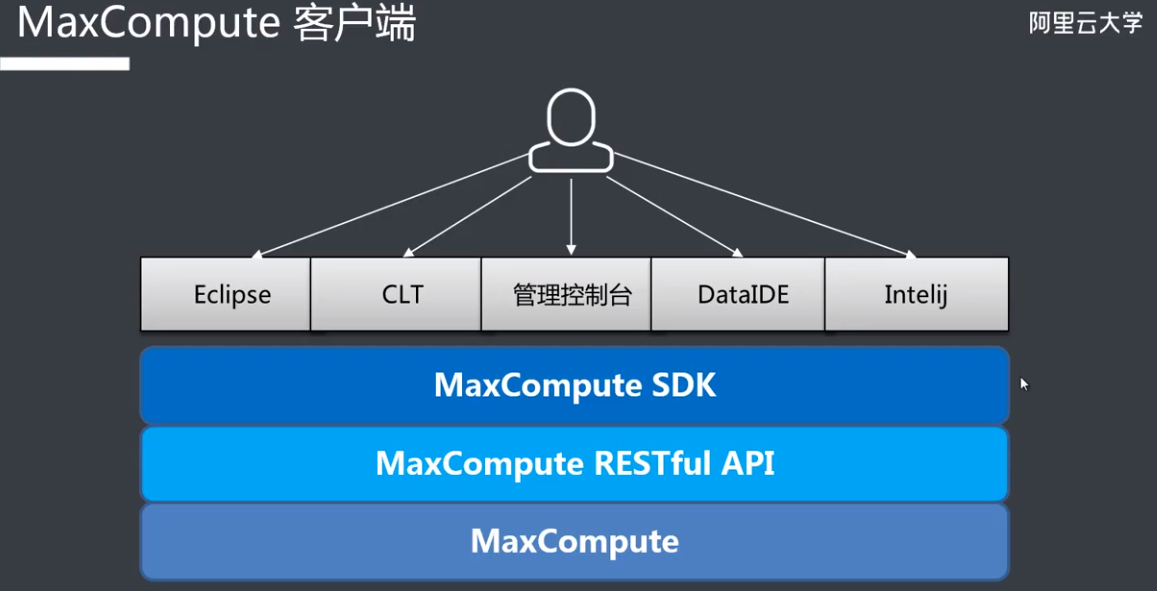 MaxCompute 客户端
阿里云大学
Eclipse
CLT
管理控制台
DataIDE
Intelij
MaxCompute SDK
MaxCompute RESTful API
MaxCompute